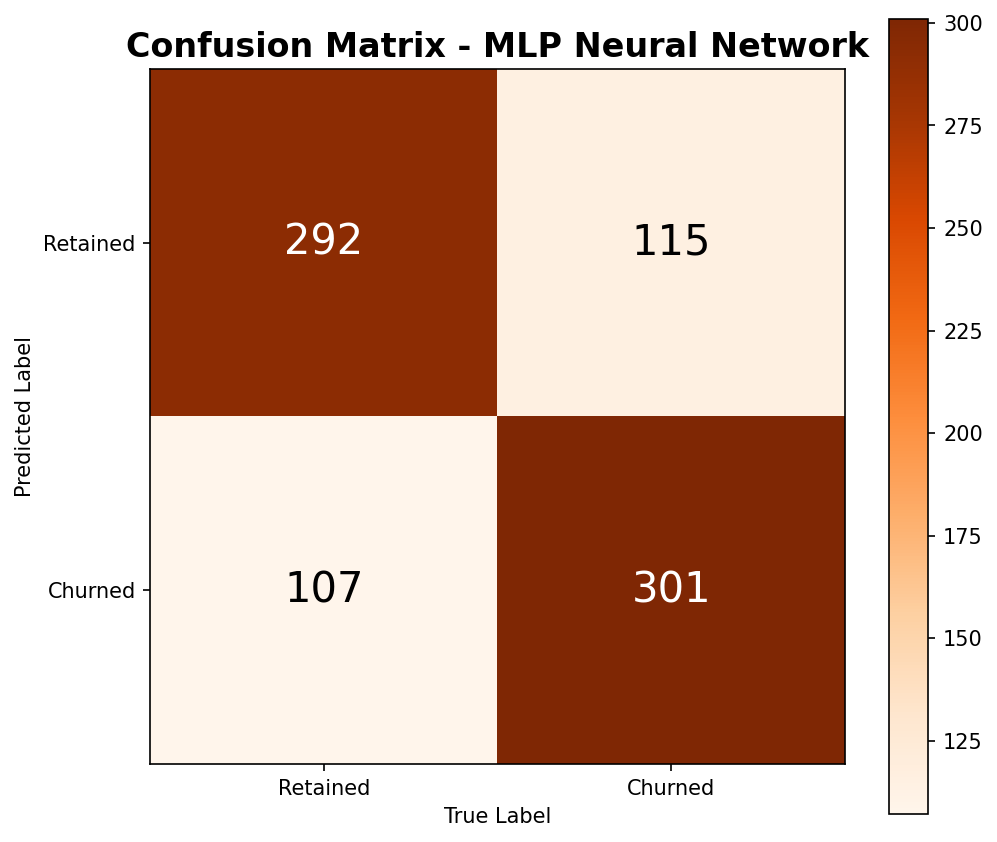 Confusion Matrix - MLP Neural Network
300
275
250
225
200
175
150
125
Predicted Label
Retained
292
115
Churned
107
301
Retained
Churned
True Label